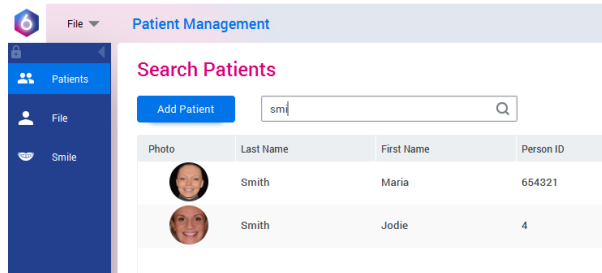 6 File Patient Management
Patients
File
Smile
Search Patients
Add Patient smi
Photo Last Name First Name Person ID
Smith Maria 654321
Smith Jodie 4